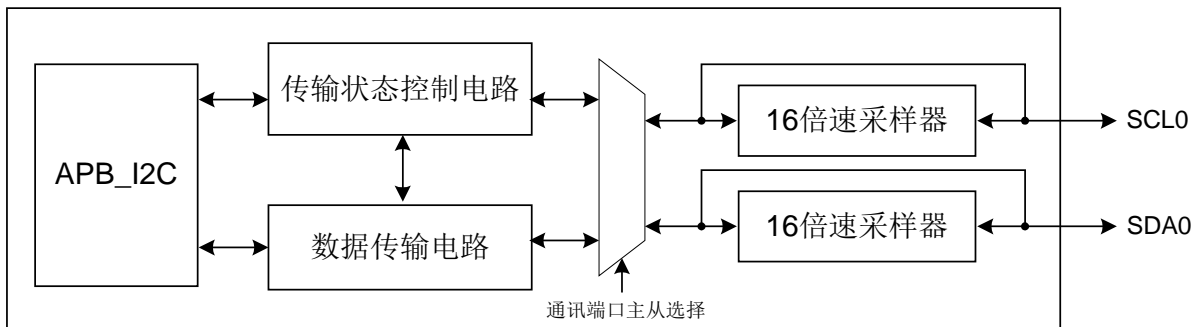 APB_I2C
传输状态控制电路
数据传输电路
16倍速采样器
SCL0
16倍速采样器
SDA0
通讯端口主从选择